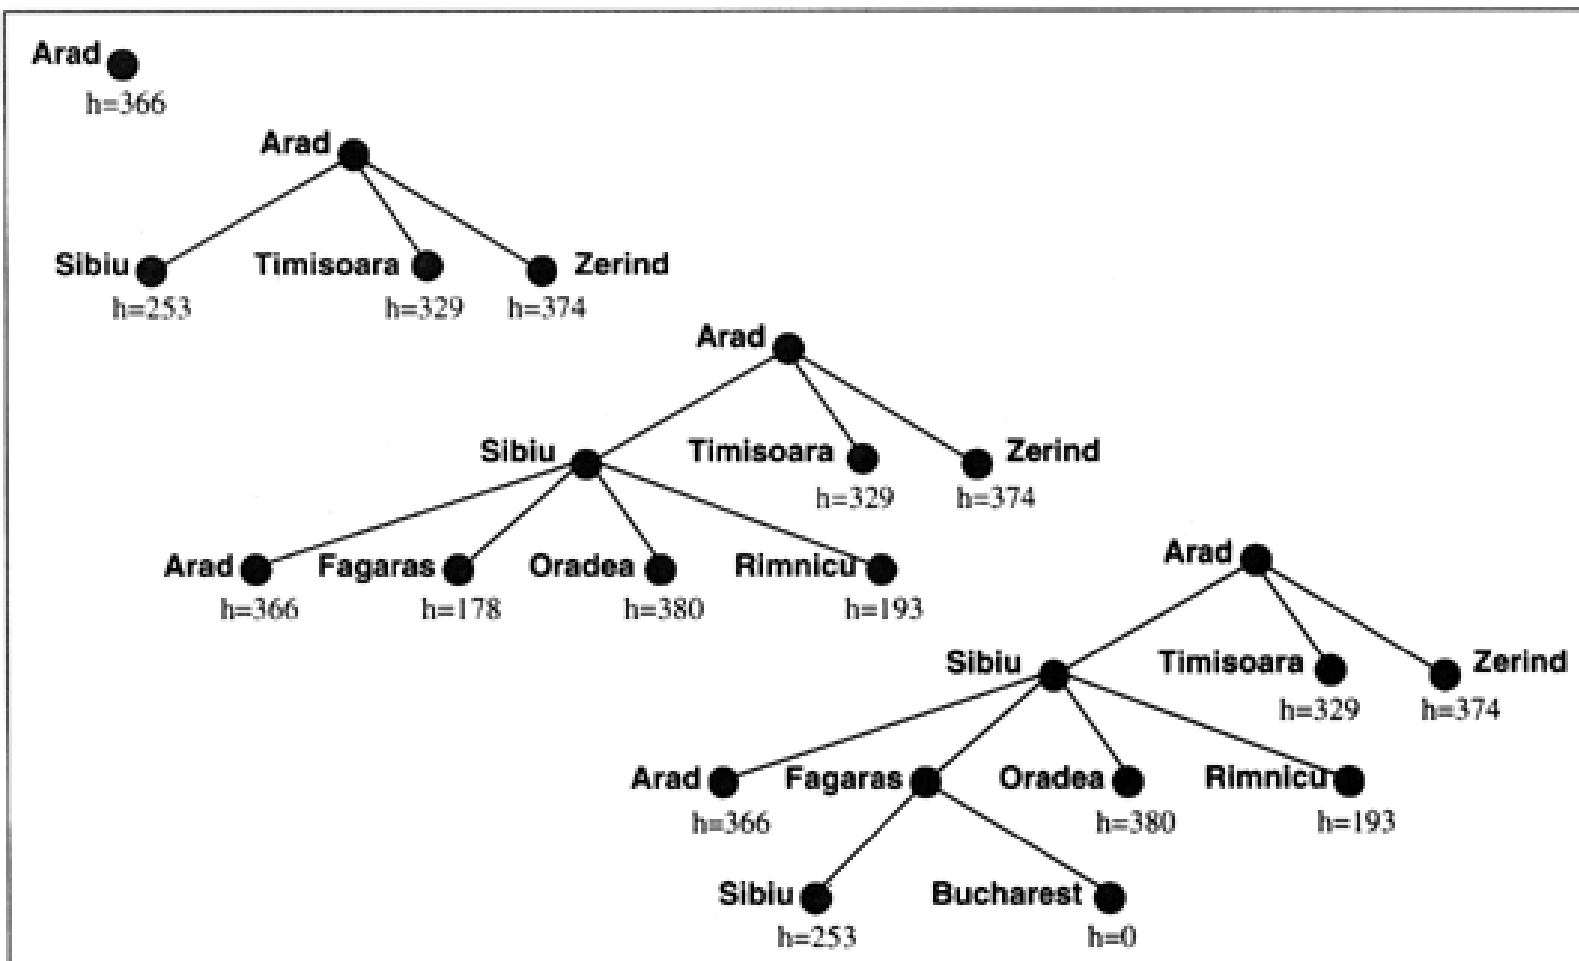 Arad
h=366
Arad
Sibiu Timisoara Zerind
h=253 h=329 h=374
Arad
Sibiu Timisoara Zerind
h=329 h=374
Arad Fagaras Oradea Rimnicu
h=366 h=178 h=380 h=193
Arad
Sibiu Timisoara Zerind
h=329 h=374
Arad Fagaras Oradea Rimnicu
h=366 h=380 h=193
Sibiu Bucharest
h=253 h=0